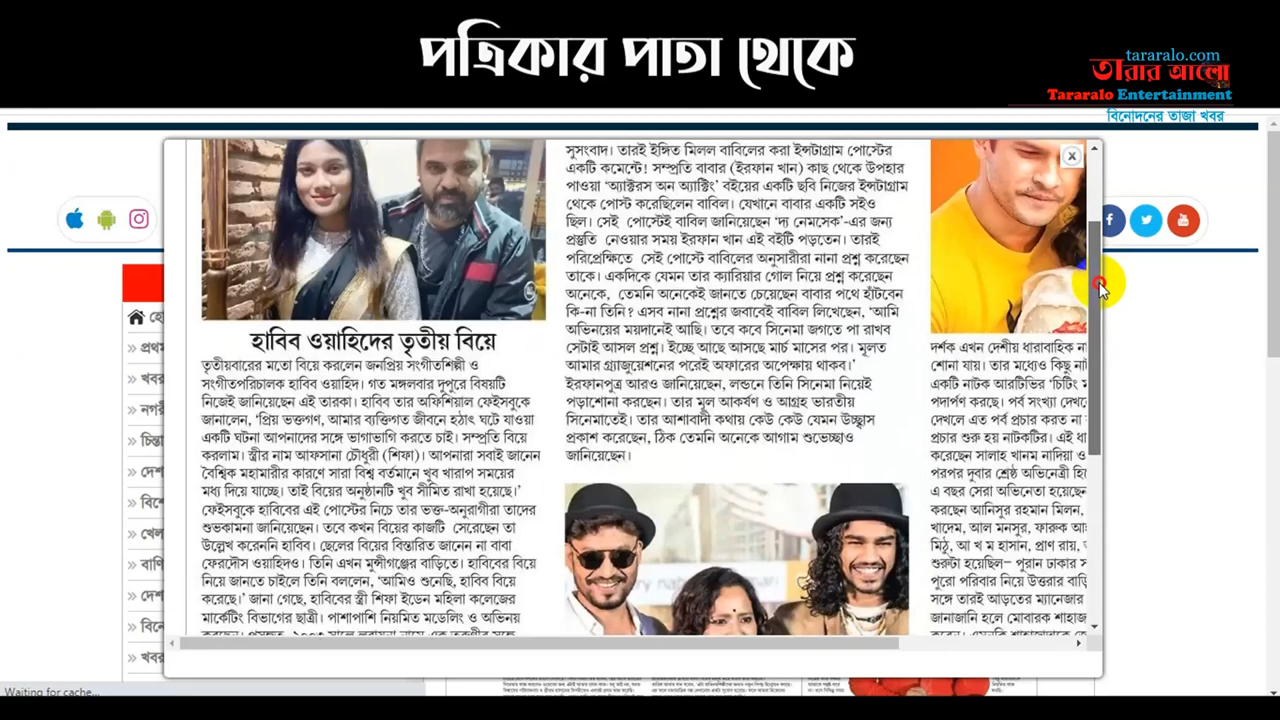 পত্রিকার পাতা থেকে
tararalo.com
তারার আলো
Tararalo Entertainment
বিনোদনের তাজা খবর
হাবিব ওয়াহিদের তৃতীয় বিয়ে
তৃতীয়বারের মতো বিয়ে করলেন জনপ্রিয় সংগীতশিল্পী ও
সংগীতপরিচালক হাবিব ওয়াহিদ। গত মঙ্গলবার দুপুরে বিষয়টি
নিজেই জানিয়েছেন এই তারকা। হাবিব তার অফিশিয়াল ফেইসবুকে
জানালেন, ‘প্রিয় ভক্তগণ, আমার ব্যক্তিগত জীবনে হঠাৎ ঘটে যাওয়া
একটি ঘটনা আপনাদের সঙ্গে ভাগাভাগি করতে চাই। সম্প্রতি বিয়ে
করলাম। স্ত্রীর নাম আফসানা চৌধুরী (শিফা)। আপনারা সবাই জানেন
বৈশ্বিক মহামারীর কারণে সারা বিশ্ব বর্তমানে খুব খারাপ সময়ের
মধ্য দিয়ে যাচ্ছে। তাই বিয়ের অনুষ্ঠানটি খুব সীমিত রাখা হয়েছে।’
ফেইসবুকে হাবিবের এই পোস্টের নিচে তার ভক্ত-অনুরাগীরা তাদের
শুভকামনা জানিয়েছেন। তবে কখন বিয়ের কাজটি সেরেছেন তা
উল্লেখ করেননি হাবিব। ছেলের বিয়ের বিস্তারিত জানেন না বাবা
ফেরদৌস ওয়াহিদও। তিনি এখন মুন্সীগঞ্জের বাড়িতে। হাবিবের বিয়ে
নিয়ে জানতে চাইলে তিনি বললেন, ‘আমিও শুনেছি, হাবিব বিয়ে
করেছে।’ জানা গেছে, হাবিবের স্ত্রী শিফা ইডেন মহিলা কলেজের
মার্কেটিং বিভাগের ছাত্রী। পাশাপাশি নিয়মিত মডেলিং ও অভিনয়
সুসংবাদ। তারই ইঙ্গিত মিলল বাবিলের করা ইন্সটাগ্রাম পোস্টের
একটি কমেন্টে! সম্প্রতি বাবার (ইরফান খান) কাছ থেকে উপহার
পাওয়া ‘অ্যাক্টরস অন অ্যাক্টিং’ বইয়ের একটি ছবি নিজের ইন্সটাগ্রাম
থেকে পোস্ট করেছিলেন বাবিল। যেখানে বাবার একটি সইও
ছিল। সেই পোস্টেই বাবিল জানিয়েছেন ‘দ্য নেমসেক’-এর জন্য
প্রস্তুতি নেওয়ার সময় ইরফান খান এই বইটি পড়তেন। তারই
পরিপ্রেক্ষিতে সেই পোস্টে বাবিলের অনুসারীরা নানা প্রশ্ন করেছেন
তাকে। একদিকে যেমন তার ক্যারিয়ার গোল নিয়ে প্রশ্ন করেছেন
অনেকে, তেমনি অনেকেই জানতে চেয়েছেন বাবার পথে হাঁটবেন
কি-না তিনি? এসব নানা প্রশ্নের জবাবেই বাবিল লিখেছেন, ‘আমি
অভিনয়ের ময়দানেই আছি। তবে কবে সিনেমা জগতে পা রাখব
সেটাই আসল প্রশ্ন। ইচ্ছে আছে আসছে মার্চ মাসের পর। মূলত
আমার গ্র্যাজুয়েশনের পরেই অফারের অপেক্ষায় থাকব।’
ইরফানপুত্র আরও জানিয়েছেন, লন্ডনে তিনি সিনেমা নিয়েই
পড়াশোনা করছেন। তার মূল আকর্ষণ ও আগ্রহ ভারতীয়
সিনেমাতেই। তার আশাবাদী কথায় কেউ কেউ যেমন উচ্ছ্বাস
প্রকাশ করেছেন, ঠিক তেমনি অনেকে আগাম শুভেচ্ছাও
জানিয়েছেন।
দর্শক এখন দেশীয় ধারাবাহিক না
শোনা যায়। তার মধ্যেও কিছু না
একটি নাটক আরটিভির ‘চিটিং ম
পদার্পণ করছে। পর্ব সংখ্যা দেখে
দেখলে এত পর্ব প্রচার করত না
প্রচার শুরু হয় নাটকটির। এই ধা
করেছেন সালাহ খানম নাদিয়া ও
পরপর দুবার শ্রেষ্ঠ অভিনেত্রী হি
এ বছর সেরা অভিনেতা হয়েছেন
করছেন আনিসুর রহমান মিলন,
খাদেম, আল মনসুর, ফারুক আহ
মিঠু, আ খ ম হাসান, প্রাণ রায়,
শুরুটা হয়েছিল– পুরান ঢাকার স
পুরো পরিবার নিয়ে উত্তরার বাড়ি
সঙ্গে তারই আড়তের ম্যানেজার
জানাজানি হলে মোবারক শাহাজ
হো
» প্রথম
» খবর
» নগরী
» চিন্ত
» দেশ
» বিশে
» খেল
» বাণি
» দেশ
» বিনে
» খবর
Waiting for cache...